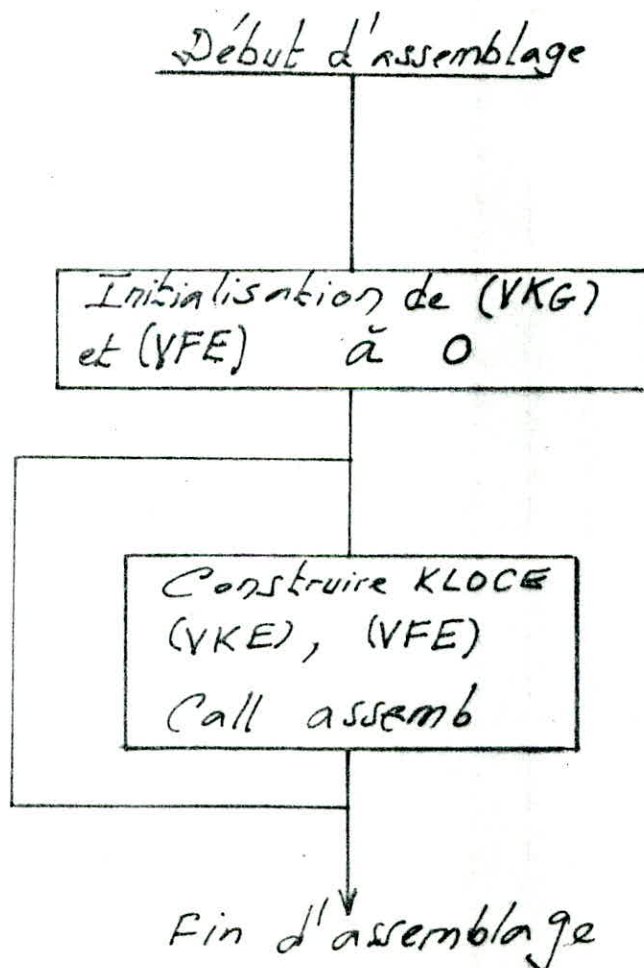 Début d'assemblage
Initialisation de (VKG)
et (VFE) à 0
Construire KLOCE
(VKE), (VFE)
Call assemb
Fin d'assemblage